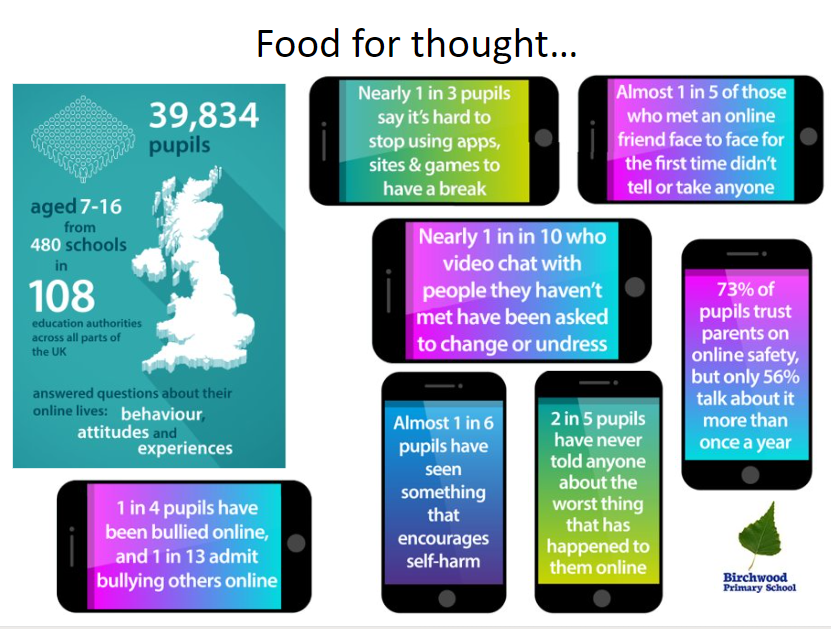 Food for thought...
39,834
pupils
aged 7-16
from
480 schools
in
108
education authorities
across all parts of
the UK
answered questions about their
online lives: behaviour,
attitudes and
experiences
Nearly 1 in 3 pupils
say it's hard to
stop using apps,
sites & games to
have a break
Almost 1 in 5 of those
who met an online
friend face to face for
the first time didn't
tell or take anyone
Nearly 1 in in 10 who
video chat with
people they haven't
met have been asked
to change or undress
73% of
pupils trust
parents on
online safety,
but only 56%
talk about it
more than
once a year
Almost 1 in 6
pupils have
seen
something
that
encourages
self-harm
2 in 5 pupils
have never
told anyone
about the
worst thing
that has
happened to
them online
1 in 4 pupils have
been bullied online,
and 1 in 13 admit
bullying others online
Birchwood
Primary School